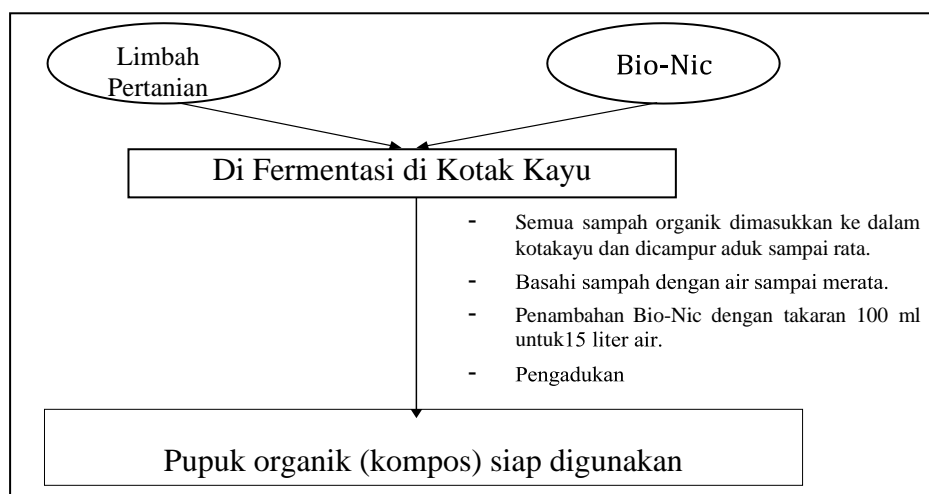 Limbah
Pertanian
Bio-Nic
Di Fermentasi di Kotak Kayu
- Semua sampah organik dimasukkan ke dalam
kotakayu dan dicampur aduk sampai rata.
- Basahi sampah dengan air sampai merata.
- Penambahan Bio-Nic dengan takaran 100 ml
untuk15 liter air.
- Pengadukan
Pupuk organik (kompos) siap digunakan